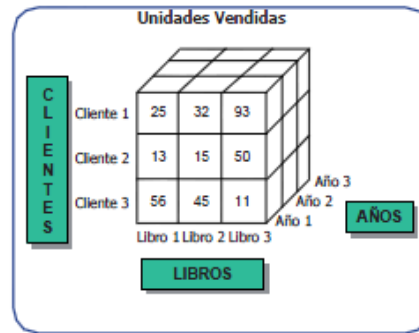 Unidades Vendidas
CLIENTES
Cliente 1 25 32 93
Cliente 2 13 15 50
Cliente 3 56 45 11
Año 3
Año 2
Año 1
AÑOS
Libro 1 Libro 2 Libro 3
LIBROS